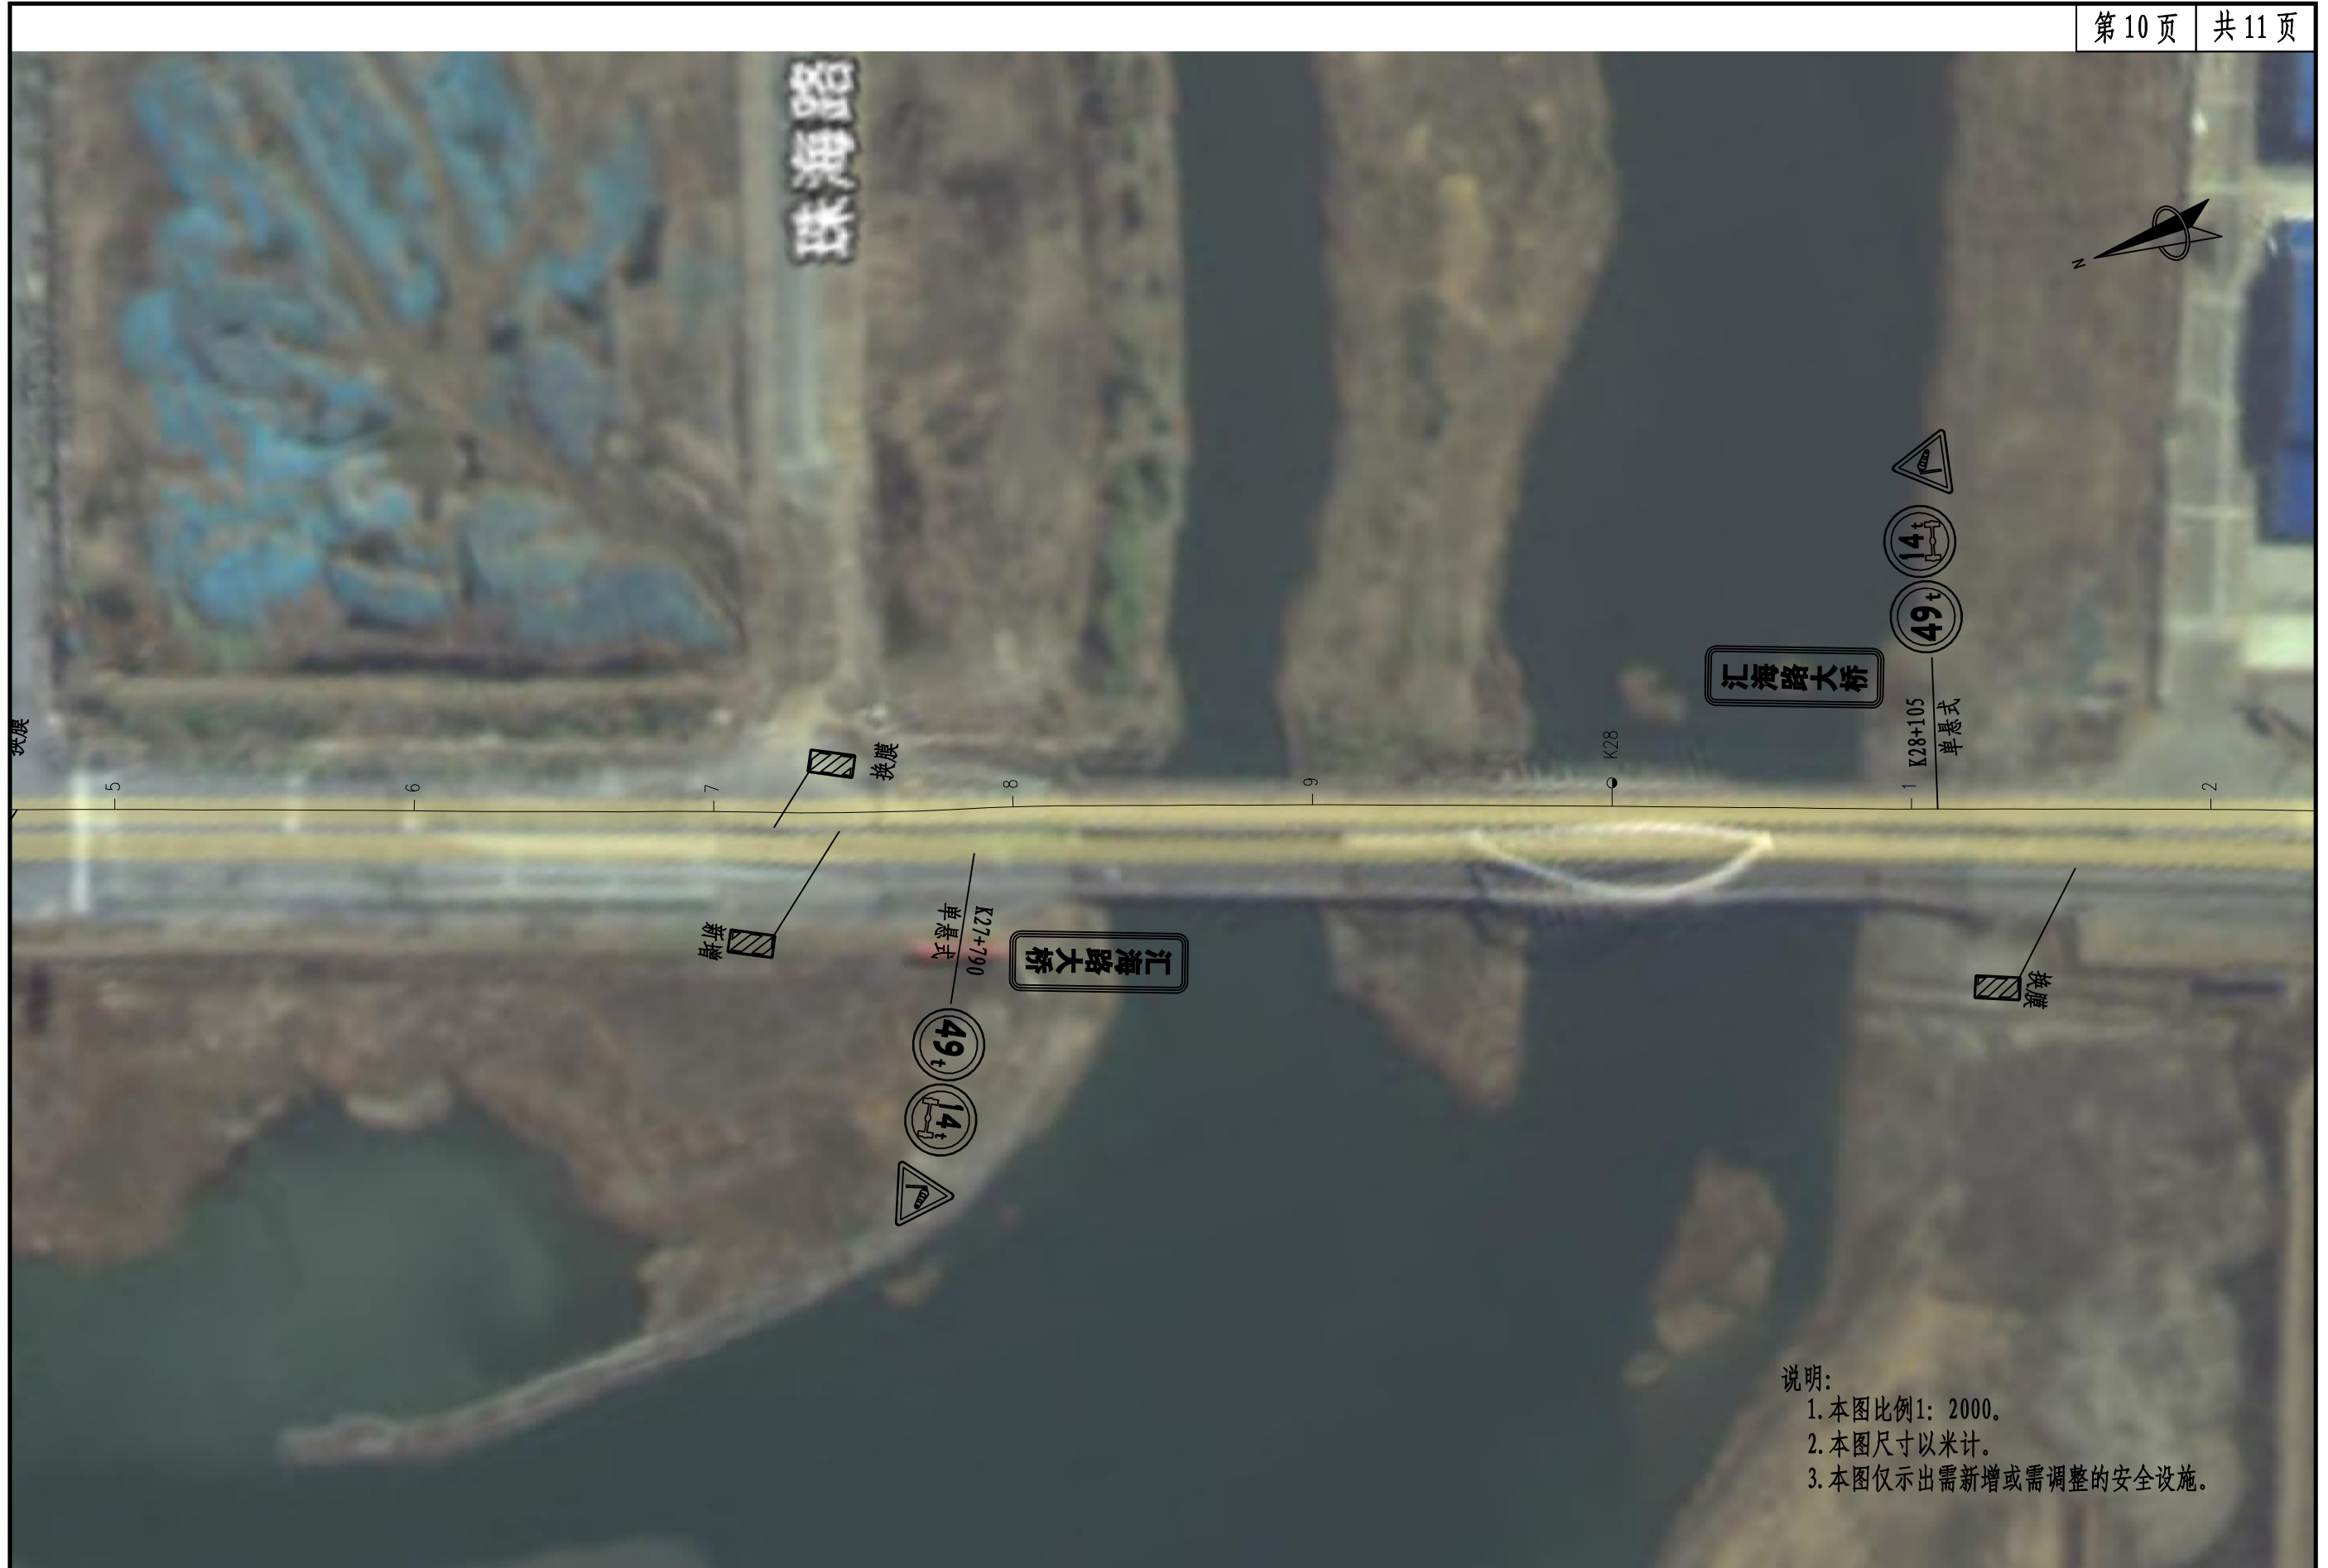 第 10 页
共 11 页
珠海路
N
14t
49t
汇海路大桥
K28+105
单悬式
换膜
换膜
5
6
7
8
9
K28
1
2
新增
K27+790
单悬式
汇海路大桥
49t
14t
换膜
说明:
1. 本图比例1: 2000。
2. 本图尺寸以米计。
3. 本图仅示出需新增或需调整的安全设施。